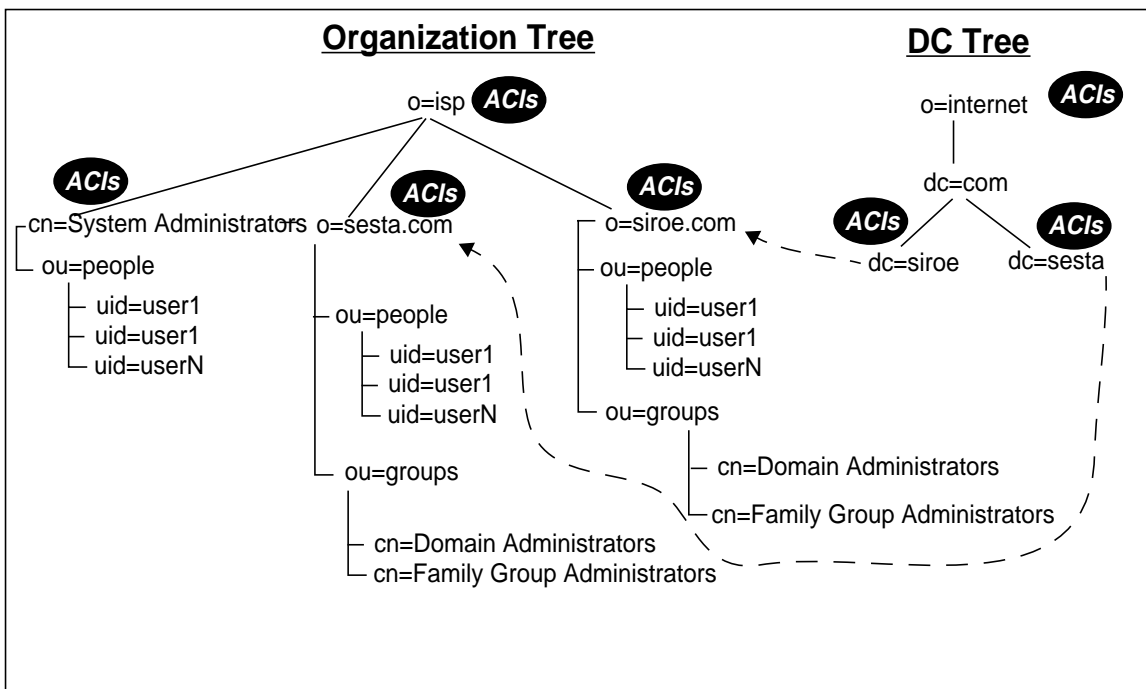 Organization Tree
DC Tree
o=isp
ACIs
o=internet
ACIs
dc=com
ACIs
cn=System Administrators
ou=people
uid=user1
uid=user1
uid=userN
ACIs
o=sesta.com
ou=people
uid=user1
uid=user1
uid=userN
ou=groups
cn=Domain Administrators
cn=Family Group Administrators
ACIs
o=siroe.com
ou=people
uid=user1
uid=user1
uid=userN
ou=groups
cn=Domain Administrators
cn=Family Group Administrators
ACIs
dc=siroe
ACIs
dc=sesta